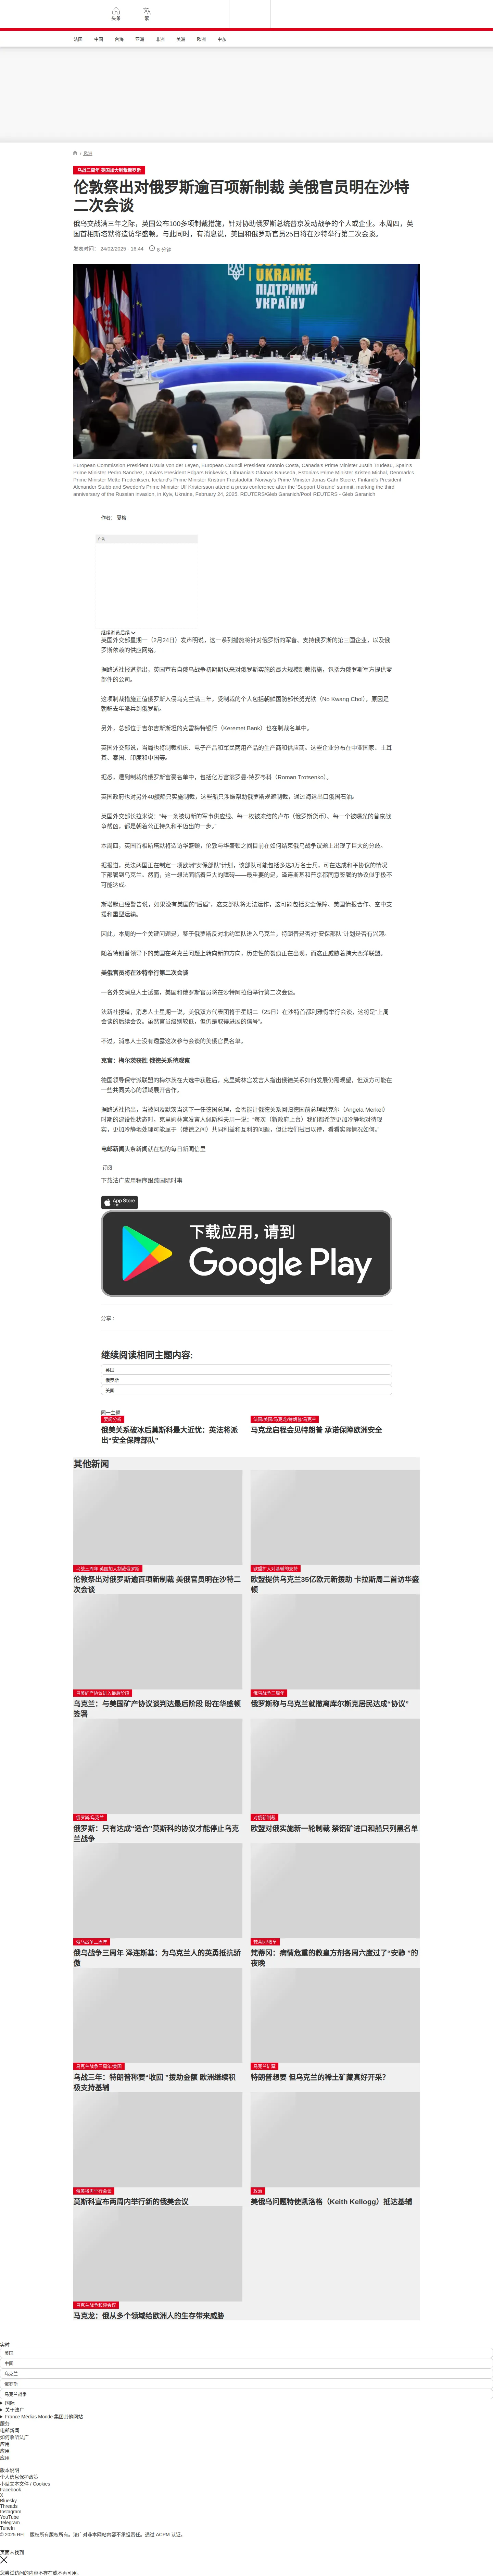 头条
繁
法国
中国
台海
亚洲
非洲
美洲
欧洲
中东
欧洲
乌战三周年 英国加大制裁俄罗斯
伦敦祭出对俄罗斯逾百项新制裁 美俄官员明在沙特
二次会谈
俄乌交战满三年之际，英国公布100多项制裁措施，针对协助俄罗斯总统普京发动战争的个人或企业。本周四，英
国首相斯塔默将造访华盛顿。与此同时，有消息说，美国和俄罗斯官员25日将在沙特举行第二次会谈。
发表时间： 24/02/2025 - 16:44
8 分钟
UKRAINE
ПІДТРИМУЙ
УКРАЇНУ
European Commission President Ursula von der Leyen, European Council President Antonio Costa, Canada's Prime Minister Justin Trudeau, Spain's
Prime Minister Pedro Sanchez, Latvia's President Edgars Rinkevics, Lithuania's Gitanas Nauseda, Estonia's Prime Minister Kristen Michal, Denmark's
Prime Minister Mette Frederiksen, Iceland's Prime Minister Kristrun Frostadottir, Norway's Prime Minister Jonas Gahr Stoere, Finland's President
Alexander Stubb and Sweden's Prime Minister Ulf Kristersson attend a press conference after the 'Support Ukraine' summit, marking the third
anniversary of the Russian invasion, in Kyiv, Ukraine, February 24, 2025. REUTERS/Gleb Garanich/Pool REUTERS - Gleb Garanich
作者： 夏榕
广告
继续浏览后续
英国外交部星期一（2月24日）发声明说，这一系列措施将针对俄罗斯的军备、支持俄罗斯的第三国企业，以及俄
罗斯依赖的供应网络。
据路透社报道指出，英国宣布自俄乌战争初期期以来对俄罗斯实施的最大规模制裁措施，包括为俄罗斯军方提供零
部件的公司。
这项制裁措施正值俄罗斯入侵乌克兰满三年，受制裁的个人包括朝鲜国防部长努光铁（No Kwang Chol）。原因是
朝鲜去年派兵到俄罗斯。
另外，总部位于吉尔吉斯斯坦的克雷梅特银行（Keremet Bank）也在制裁名单中。
英国外交部说，当局也将制裁机床、电子产品和军民两用产品的生产商和供应商。这些企业分布在中亚国家、土耳
其、泰国、印度和中国等。
据悉，遭到制裁的俄罗斯富豪名单中，包括亿万富翁罗曼·特罗岑科（Roman Trotsenko）。
英国政府也对另外40艘船只实施制裁，这些船只涉嫌帮助俄罗斯规避制裁，通过海运出口俄国石油。
英国外交部长拉米说：“每一条被切断的军事供应线、每一枚被冻结的卢布（俄罗斯货币）、每一个被曝光的普京战
争帮凶，都是朝着公正持久和平迈出的一步。”
本周四，英国首相斯塔默将造访华盛顿，伦敦与华盛顿之间目前在如何结束俄乌战争议题上出现了巨大的分歧。
据报道，英法两国正在制定一项欧洲“安保部队”计划，该部队可能包括多达3万名士兵，可在达成和平协议的情况
下部署到乌克兰。然而，这一想法面临着巨大的障碍——最重要的是，泽连斯基和普京都同意签署的协议似乎极不
可能达成。
斯塔默已经警告说，如果没有美国的“后盾”，这支部队将无法运作，这可能包括安全保障、美国情报合作、空中支
援和重型运输。
因此，本周的一个关键问题是，鉴于俄罗斯反对北约军队进入乌克兰，特朗普是否对“安保部队”计划是否有兴趣。
随着特朗普领导下的美国在乌克兰问题上转向新的方向，历史性的裂痕正在出现，而这正威胁着跨大西洋联盟。
美俄官员将在沙特举行第二次会谈
一名外交消息人士透露，美国和俄罗斯官员将在沙特阿拉伯举行第二次会谈。
法新社报道，消息人士星期一说，美俄双方代表团将于星期二（25日）在沙特首都利雅得举行会谈，这将是“上周
会谈的后续会议。虽然官员级别较低，但仍是取得进展的信号”。
不过，消息人士没有透露这次参与会谈的美俄官员名单。
克宫：梅尔茨获胜 俄德关系待观察
德国领导保守派联盟的梅尔茨在大选中获胜后，克里姆林宫发言人指出俄德关系如何发展仍需观望，但双方可能在
一些共同关心的领域展开合作。
据路透社指出，当被问及默茨当选下一任德国总理，会否能让俄德关系回归德国前总理默克尔（Angela Merkel）
时期的建设性状态时，克里姆林宫发言人佩斯科夫周一说：“每次（新政府上台）我们都希望更加冷静地对待现
实，更加冷静地处理可能属于（俄德之间）共同利益和互利的问题，但让我们拭目以待，看看实际情况如何。”
电邮新闻头条新闻就在您的每日新闻信里
订阅
下载法广应用程序跟踪国际时事
App Store
下载
下载应用，请到
Google Play
分享 :
继续阅读相同主题内容:
英国
俄罗斯
美国
同一主题
要闻分析
俄美关系破冰后莫斯科最大近忧：英法将派
出“安全保障部队”
法国/美国/乌克兰/特朗普/马克龙
马克龙启程会见特朗普 承诺保障欧洲安全
其他新闻
乌战三周年 英国加大制裁俄罗斯
伦敦祭出对俄罗斯逾百项新制裁 美俄官员明在沙特二
次会谈
欧盟扩大对基辅的支持
欧盟提供乌克兰35亿欧元新援助 卡拉斯周二首访华盛
顿
乌美矿产协议进入最后阶段
乌克兰：与美国矿产协议谈判达最后阶段 盼在华盛顿
签署
俄乌战争三周年
俄罗斯称与乌克兰就撤离库尔斯克居民达成“协议”
俄罗斯/乌克兰
俄罗斯：只有达成“适合”莫斯科的协议才能停止乌克
兰战争
对俄新制裁
欧盟对俄实施新一轮制裁 禁铝矿进口和船只列黑名单
俄乌战争三周年
俄乌战争三周年 泽连斯基：为乌克兰人的英勇抵抗骄
傲
梵蒂冈/教皇
梵蒂冈：病情危重的教皇方剂各周六度过了“安静 ”的
夜晚
乌克兰战争三周年/美国
乌战三年：特朗普称要“收回 ”援助金额 欧洲继续积
极支持基辅
乌克兰矿藏
特朗普想要 但乌克兰的稀土矿藏真好开采？
俄美将再举行会谈
莫斯科宣布两周内举行新的俄美会议
政治
美俄乌问题特使凯洛格（Keith Kellogg）抵达基辅
乌克兰战争和谈会议
马克龙：俄从多个领域给欧洲人的生存带来威胁
实时
美国
中国
乌克兰
俄罗斯
乌克兰战争
国际
关于法广
France Médias Monde 集团其他网站
服务
电邮新闻
如何收听法广
应用
应用
应用
版本说明
个人信息保护政策
小型文本文件 / Cookies
Facebook
X
Bluesky
Threads
Instagram
YouTube
Telegram
TuneIn
© 2025 RFI – 版权所有版权所有。法广对非本网站内容不承担责任。通过 ACPM 认证。
页面未找到
您尝试访问的内容不存在或不再可用。